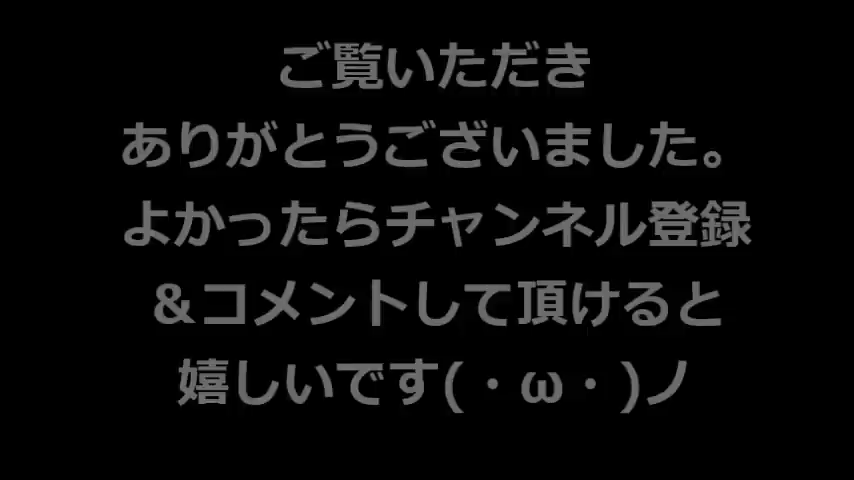 ご覧いただき
ありがとうございました。
よかったらチャンネル登録
＆コメントして頂けると
嬉しいです(・ω・)ノ